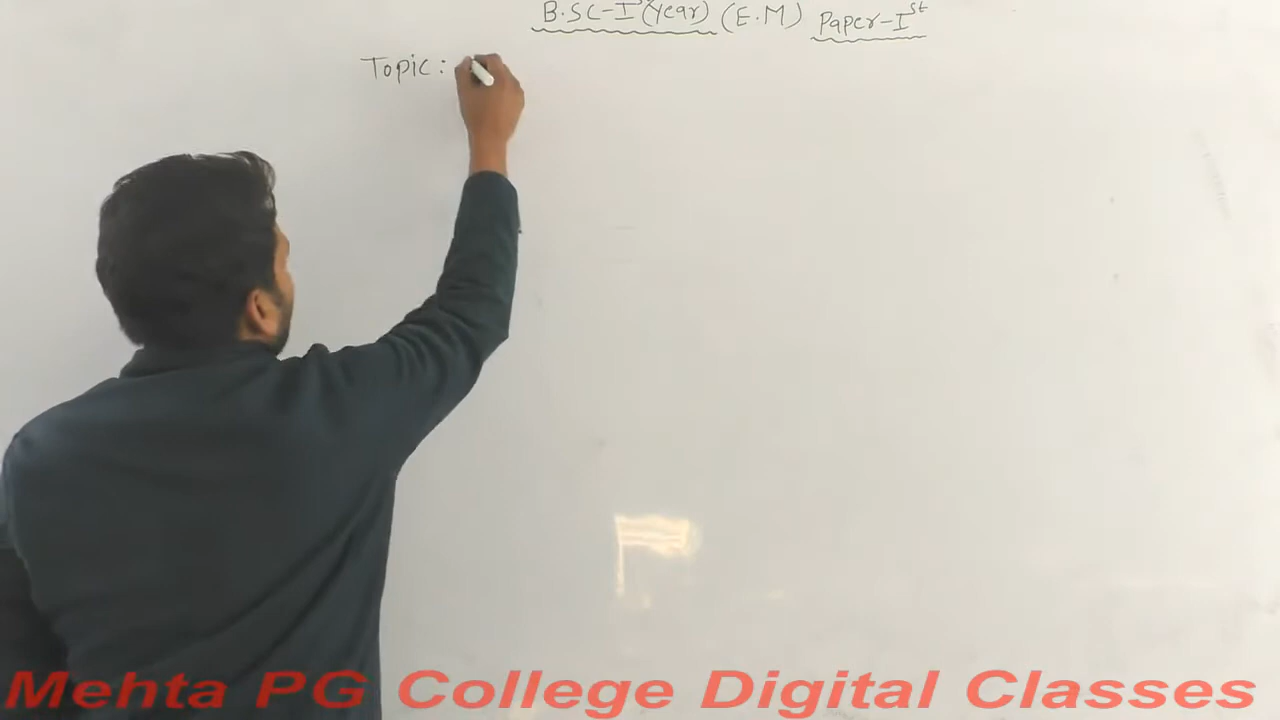 B.SC-I (Year) (E.M) Paper-Ist
Topic:
Mehta PG College Digital Classes